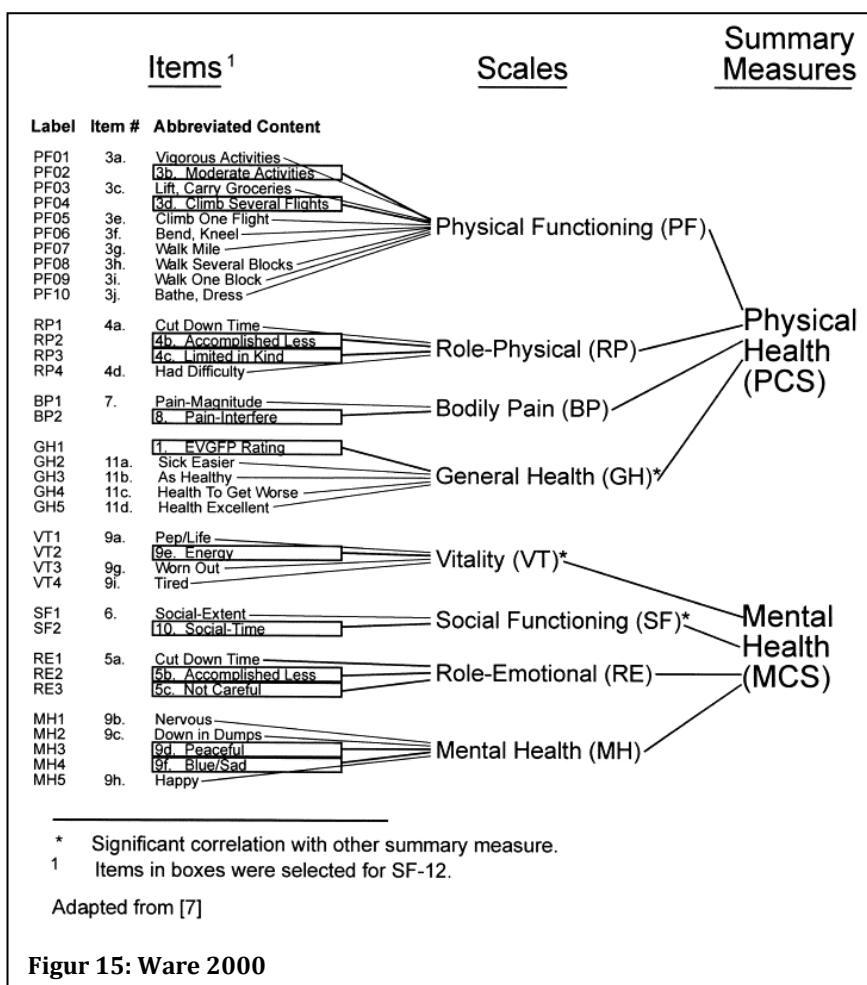 Items 1
Scales
Summary
Measures
Label Item # Abbreviated Content
PF01 3a. Vigorous Activities
PF02 3b. Moderate Activities
PF03 3c. Lift, Carry Groceries
PF04 3d. Climb Several Flights
PF05 3e. Climb One Flight
PF06 3f. Bend, Kneel
PF07 3g. Walk Mile
PF08 3h. Walk Several Blocks
PF09 3i. Walk One Block
PF10 3j. Bathe, Dress
Physical Functioning (PF)
RP1 4a. Cut Down Time
RP2 4b. Accomplished Less
RP3 4c. Limited in Kind
RP4 4d. Had Difficulty
Role-Physical (RP)
BP1 7. Pain-Magnitude
BP2 8. Pain-Interfere
Bodily Pain (BP)
GH1 1. EVGFP Rating
GH2 11a. Sick Easier
GH3 11b. As Healthy
GH4 11c. Health To Get Worse
GH5 11d. Health Excellent
General Health (GH)*
Physical
Health
(PCS)
VT1 9a. Pep/Life
VT2 9e. Energy
VT3 9g. Worn Out
VT4 9i. Tired
Vitality (VT)*
SF1 6. Social-Extent
SF2 10. Social-Time
Social Functioning (SF)*
RE1 5a. Cut Down Time
RE2 5b. Accomplished Less
RE3 5c. Not Careful
Role-Emotional (RE)
MH1 9b. Nervous
MH2 9c. Down in Dumps
MH3 9d. Peaceful
MH4 9f. Blue/Sad
MH5 9h. Happy
Mental Health (MH)
Mental
Health
(MCS)
* Significant correlation with other summary measure.
1 Items in boxes were selected for SF-12.
Adapted from [7]
Figur 15: Ware 2000